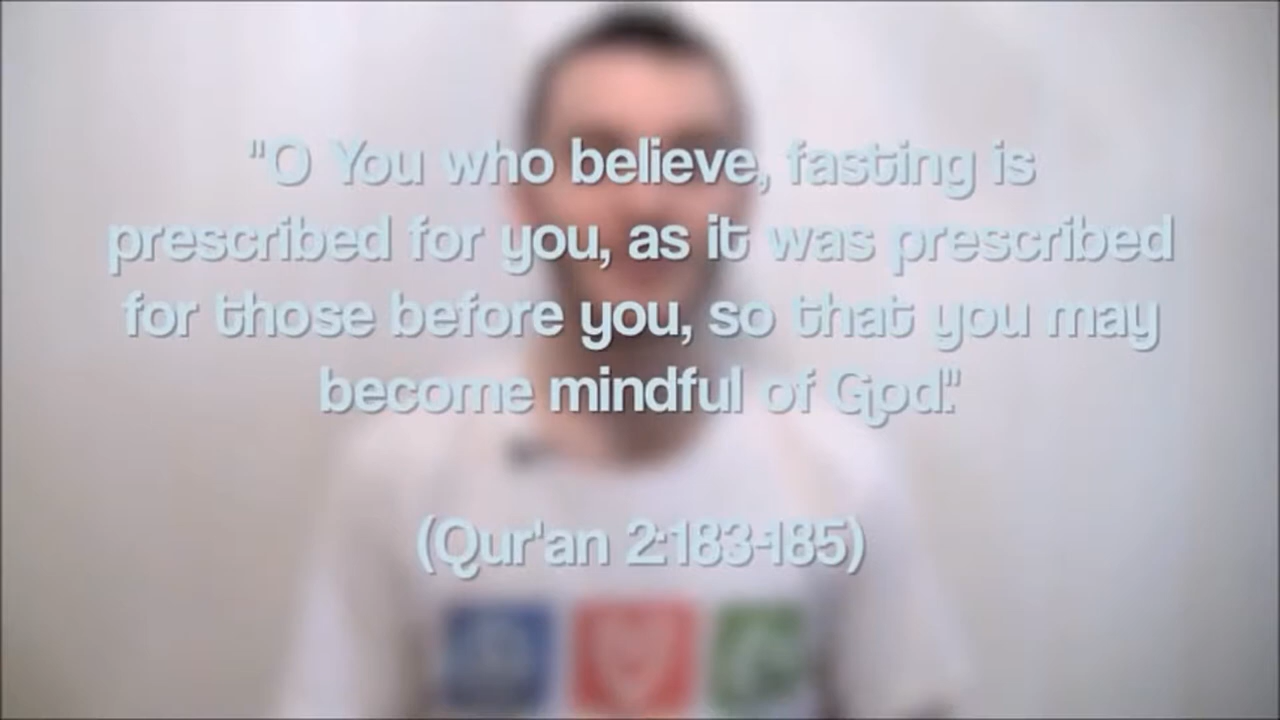 "O You who believe, fasting is
prescribed for you, as it was prescribed
for those before you, so that you may
become mindful of God."
(Qur'an 2:183-185)